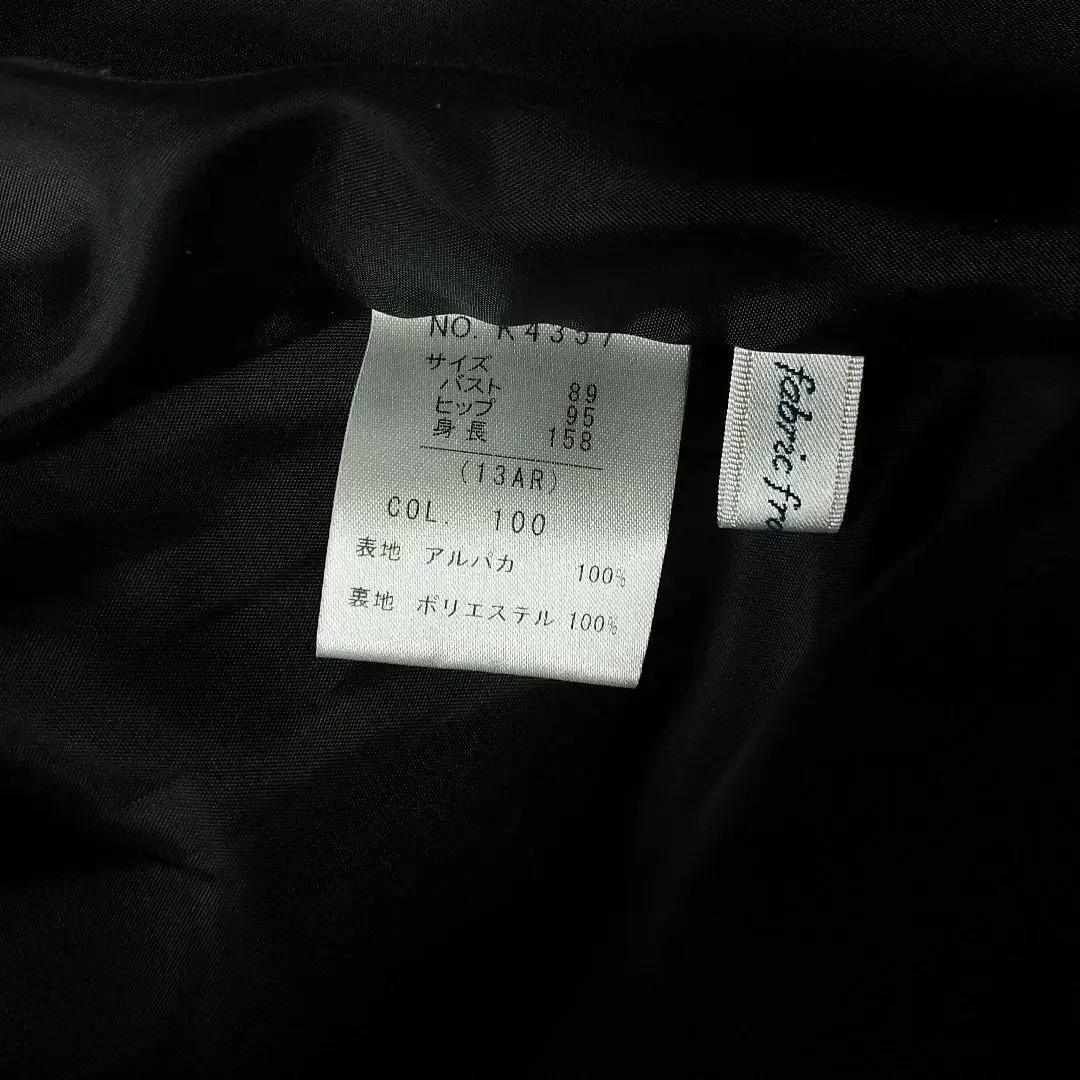 NO. K4357
サイズ
バスト 89
ヒップ 95
身長 158
(13AR)
COL. 100
表地 アルパカ 100%
裏地 ポリエステル 100%
fabric fro